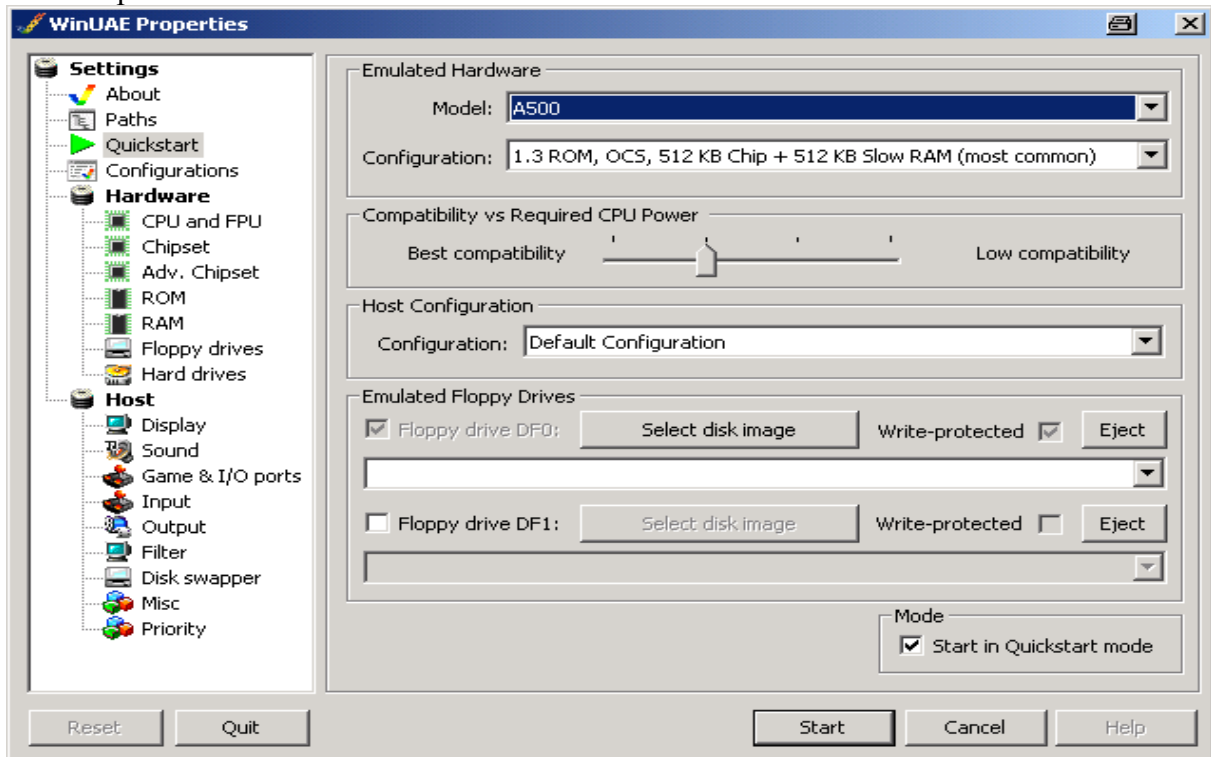 WinUAE Properties
Settings
About
Paths
Quickstart
Configurations
Hardware
CPU and FPU
Chipset
Adv. Chipset
ROM
RAM
Floppy drives
Hard drives
Host
Display
Sound
Game & I/O ports
Input
Output
Filter
Disk swapper
Misc
Priority
Emulated Hardware
Model: A500
Configuration: 1.3 ROM, OCS, 512 KB Chip + 512 KB Slow RAM (most common)
Compatibility vs Required CPU Power
Best compatibility Low compatibility
Host Configuration
Configuration: Default Configuration
Emulated Floppy Drives
Floppy drive DF0: Select disk image Write-protected Eject
Floppy drive DF1: Select disk image Write-protected Eject
Mode
Start in Quickstart mode
Reset Quit Start Cancel Help